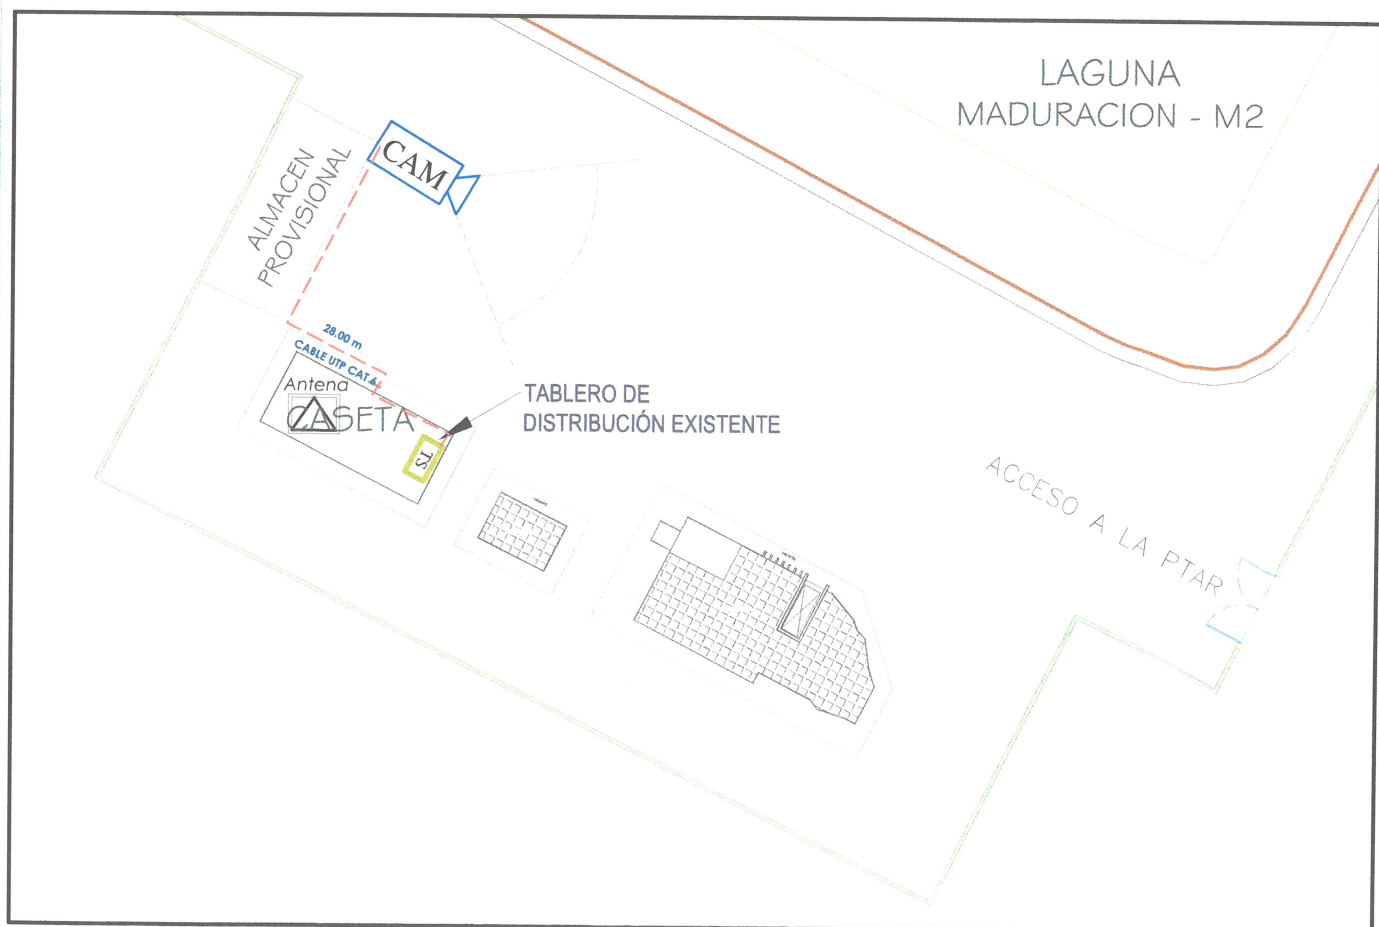 LAGUNA
MADURACION - M2
CAM
ALMACEN
PROVISIONAL
28.00 m
CABLE UTP CAT.6
Antena
CASETA
TS
TABLERO DE
DISTRIBUCIÓN EXISTENTE
ACCESO A LA PTAR